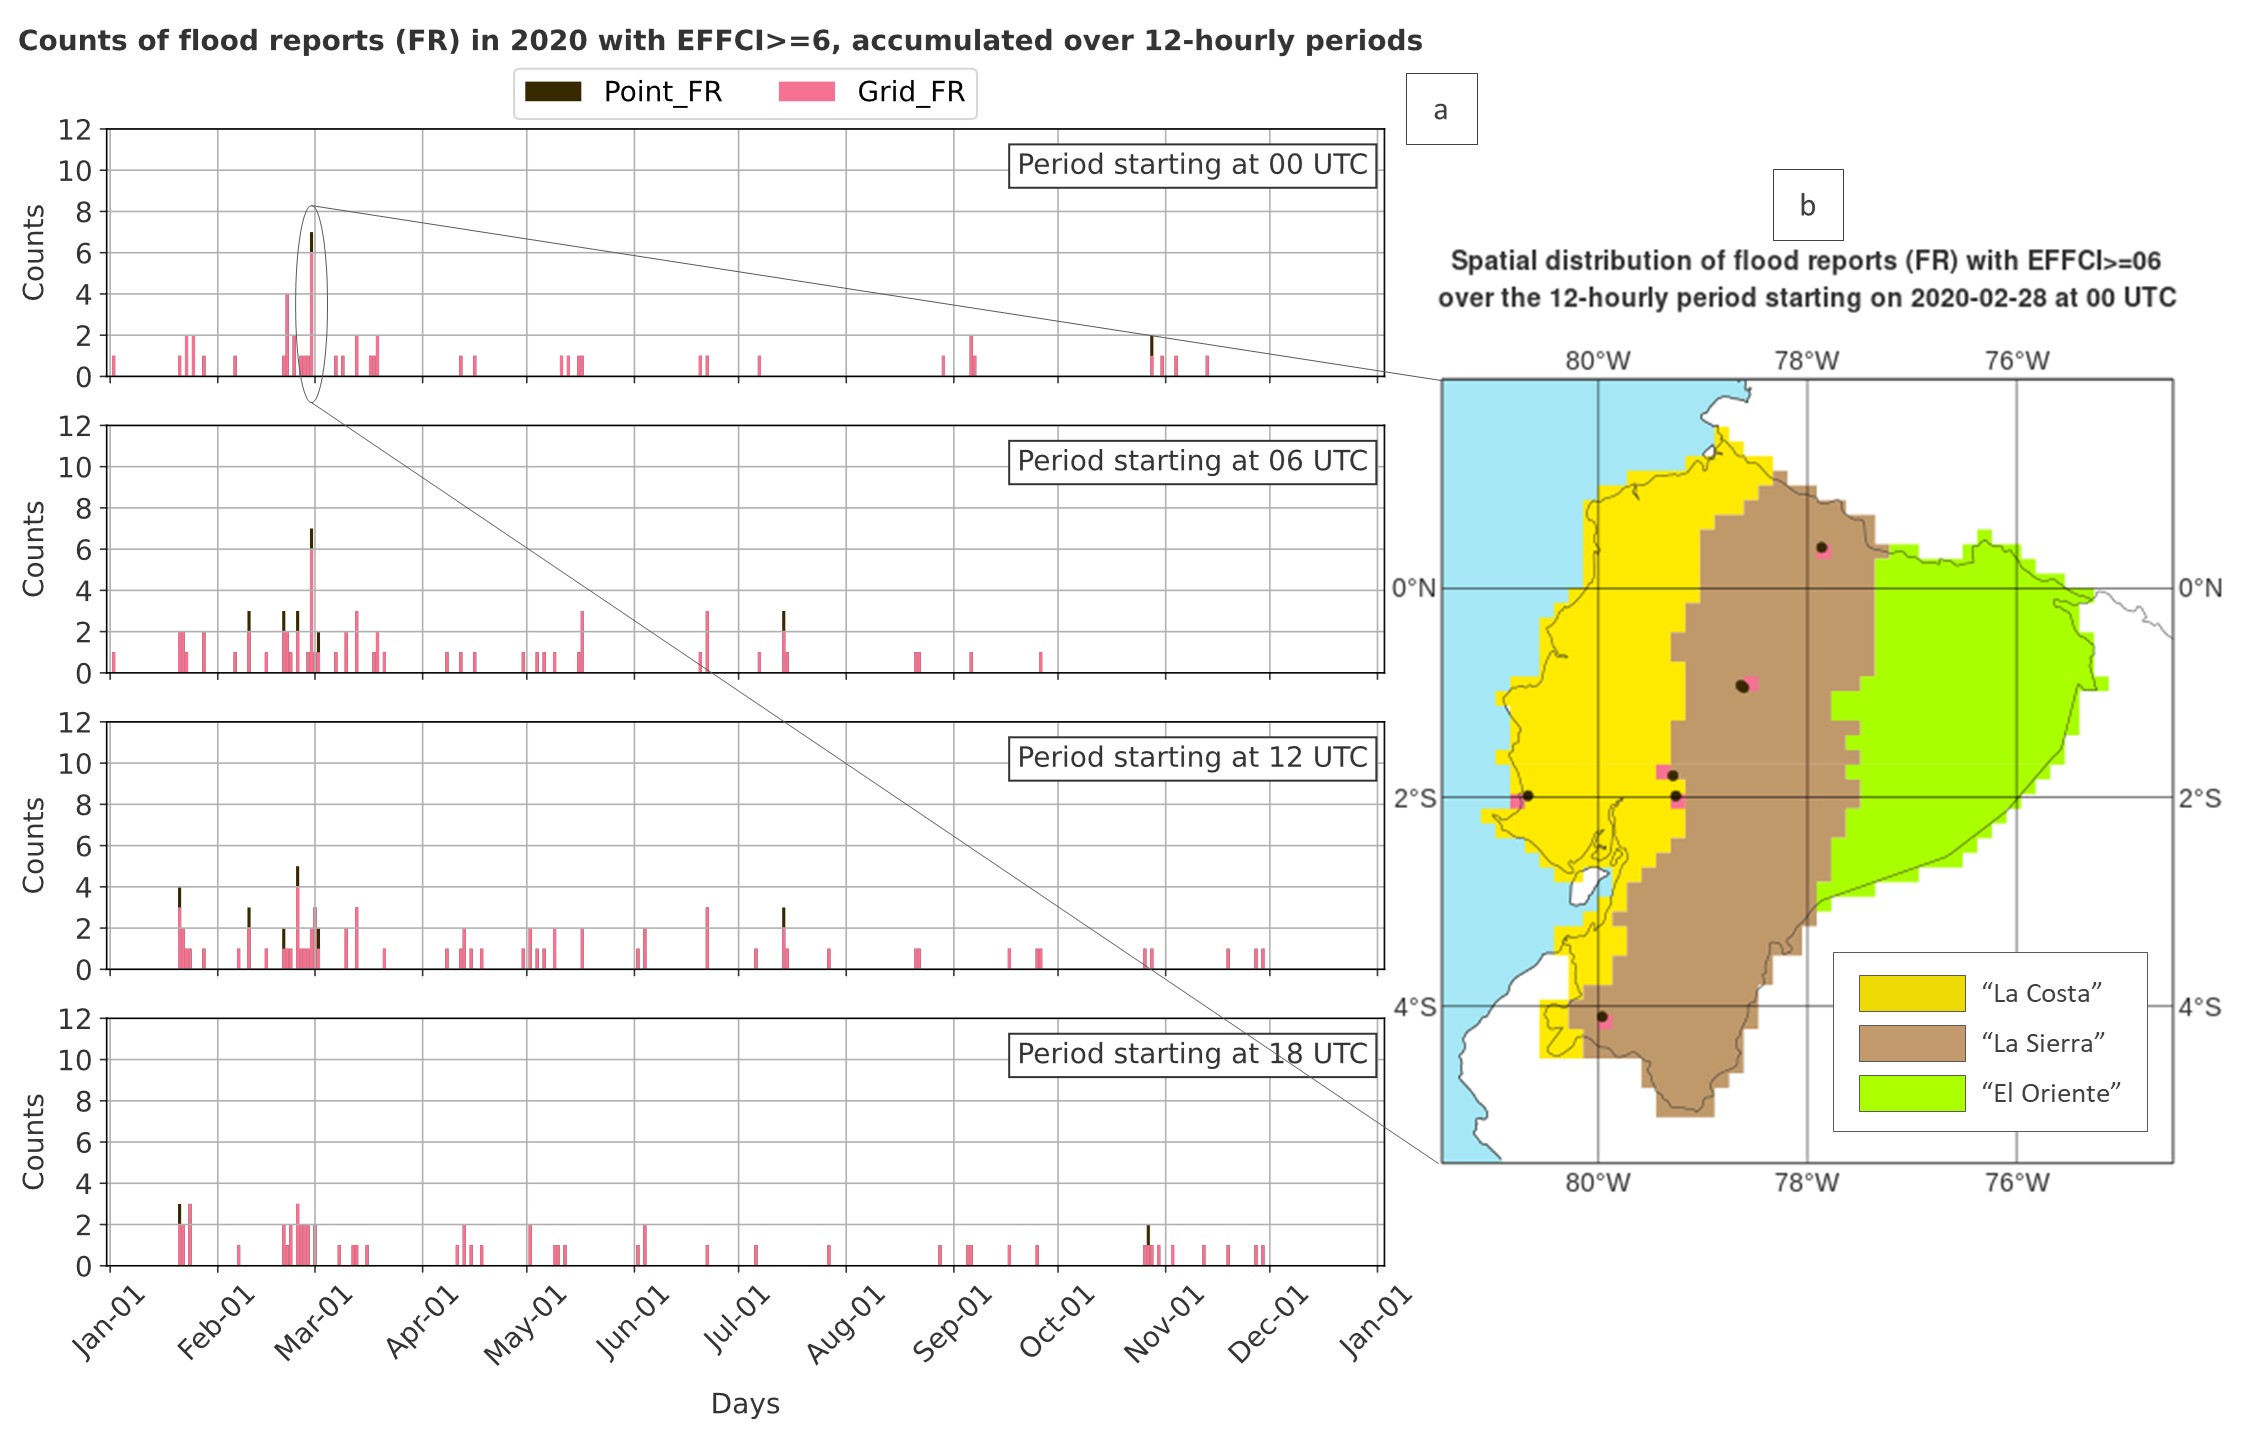 Counts of flood reports (FR) in 2020 with EFFCI>=6, accumulated over 12-hourly periods
Point_FR Grid_FR
a
12
10
8
6
4
2
0
Counts
Period starting at 00 UTC
12
10
8
6
4
2
0
Counts
Period starting at 06 UTC
12
10
8
6
4
2
0
Counts
Period starting at 12 UTC
12
10
8
6
4
2
0
Counts
Period starting at 18 UTC
Jan-01 Feb-01 Mar-01 Apr-01 May-01 Jun-01 Jul-01 Aug-01 Sep-01 Oct-01 Nov-01 Dec-01 Jan-01
Days
b
Spatial distribution of flood reports (FR) with EFFCI>=06
over the 12-hourly period starting on 2020-02-28 at 00 UTC
80°W 78°W 76°W
0°N 0°N
2°S 2°S
4°S 4°S
“La Costa”
“La Sierra”
“El Oriente”
80°W 78°W 76°W